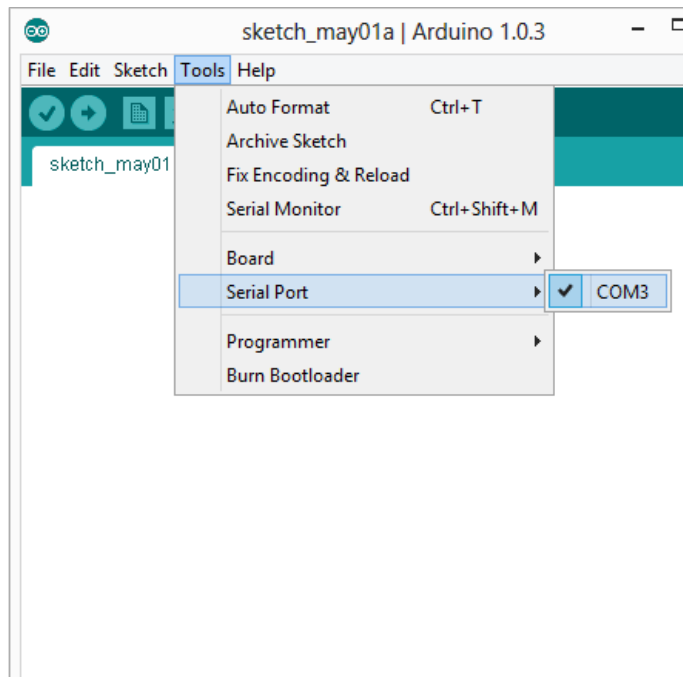 sketch_may01a | Arduino 1.0.3
File Edit Sketch Tools Help
Auto Format Ctrl+T
Archive Sketch
sketch_may01
Fix Encoding & Reload
Serial Monitor Ctrl+Shift+M
Board
Serial Port COM3
Programmer
Burn Bootloader